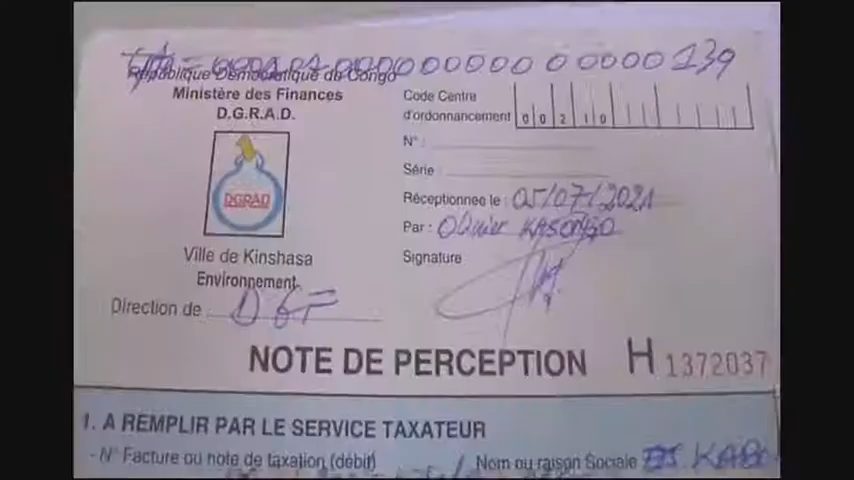 République Démocratique du Congo
Ministère des Finances
D.G.R.A.D.
DGRAD
Ville de Kinshasa
Environnement
Direction de DGF
139
Code Centre
d'ordonnancement 0 0 2 1 0
N° :
Série :
Réceptionnée le : 05/07/2021
Par : Olivier KASONGO
Signature
NOTE DE PERCEPTION H 1372037
1. A REMPLIR PAR LE SERVICE TAXATEUR
- N° Facture ou note de taxation (débit)
Nom ou raison Sociale